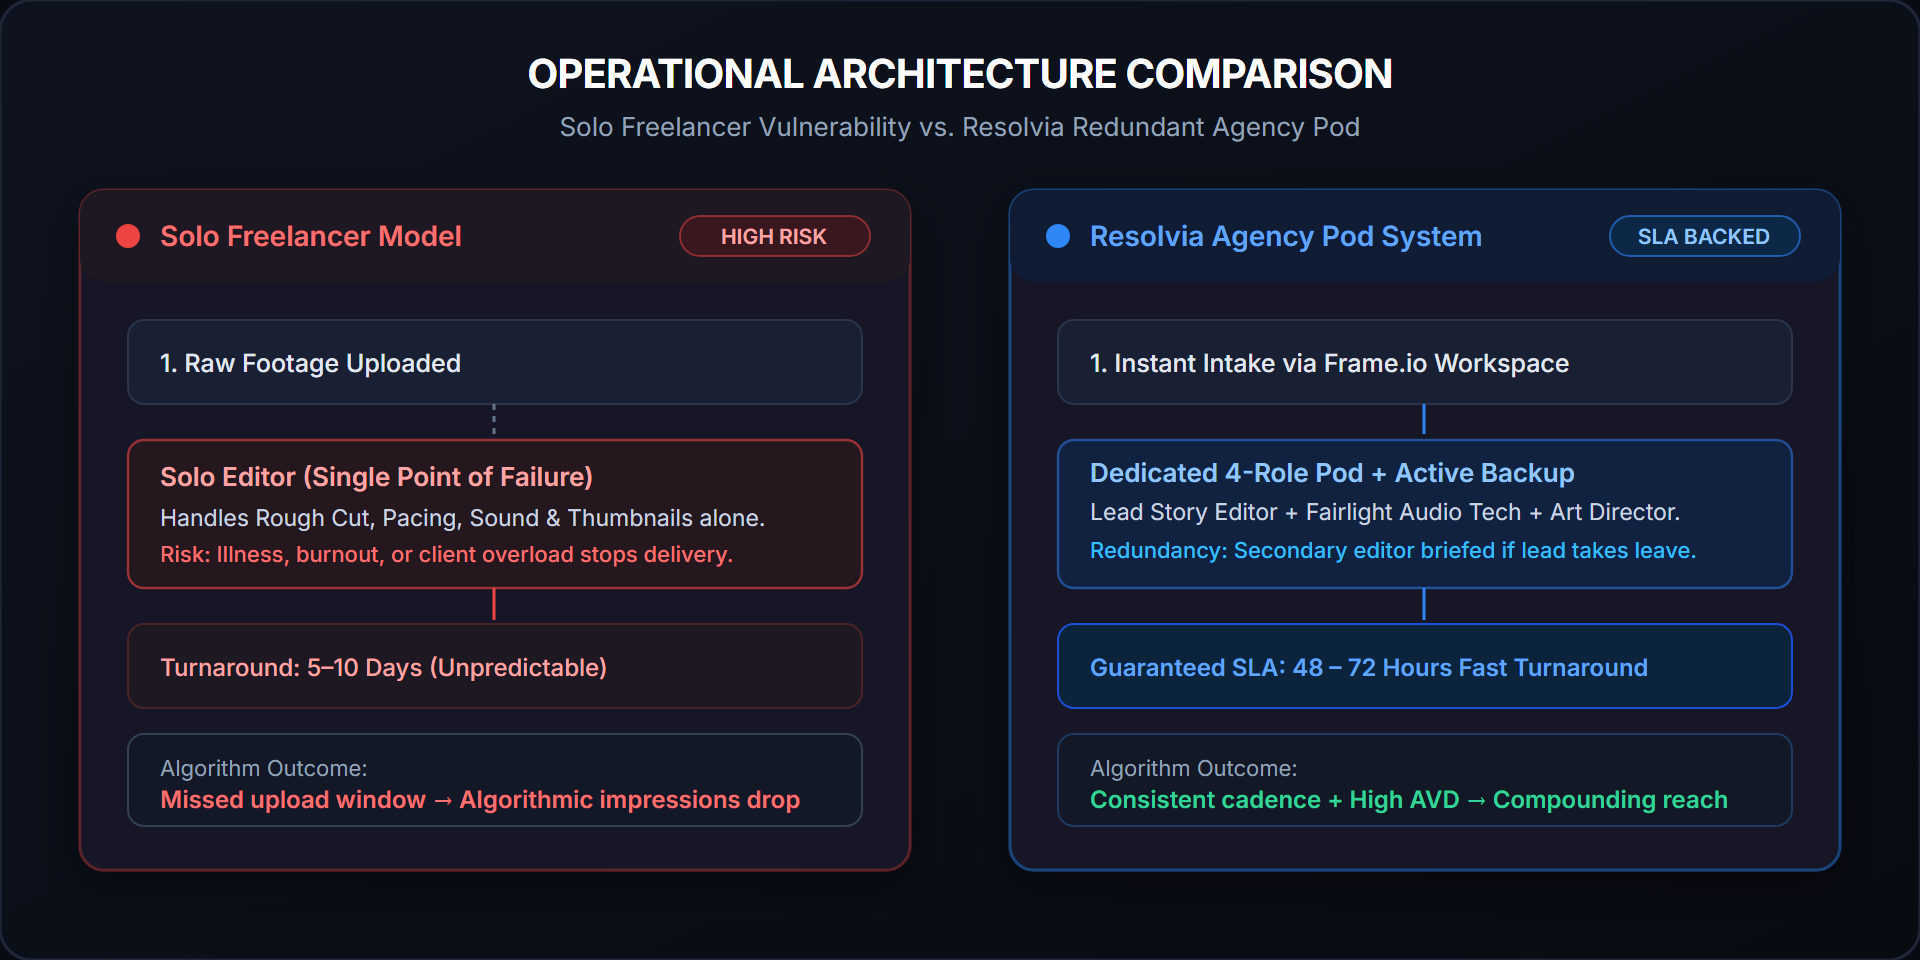 OPERATIONAL ARCHITECTURE COMPARISON
Solo Freelancer Vulnerability vs. Resolvia Redundant Agency Pod
Solo Freelancer Model
HIGH RISK
1. Raw Footage Uploaded
Solo Editor (Single Point of Failure)
Handles Rough Cut, Pacing, Sound & Thumbnails alone.
Risk: Illness, burnout, or client overload stops delivery.
Turnaround: 5–10 Days (Unpredictable)
Algorithm Outcome:
Missed upload window → Algorithmic impressions drop
Resolvia Agency Pod System
SLA BACKED
1. Instant Intake via Frame.io Workspace
Dedicated 4-Role Pod + Active Backup
Lead Story Editor + Fairlight Audio Tech + Art Director.
Redundancy: Secondary editor briefed if lead takes leave.
Guaranteed SLA: 48 – 72 Hours Fast Turnaround
Algorithm Outcome:
Consistent cadence + High AVD → Compounding reach